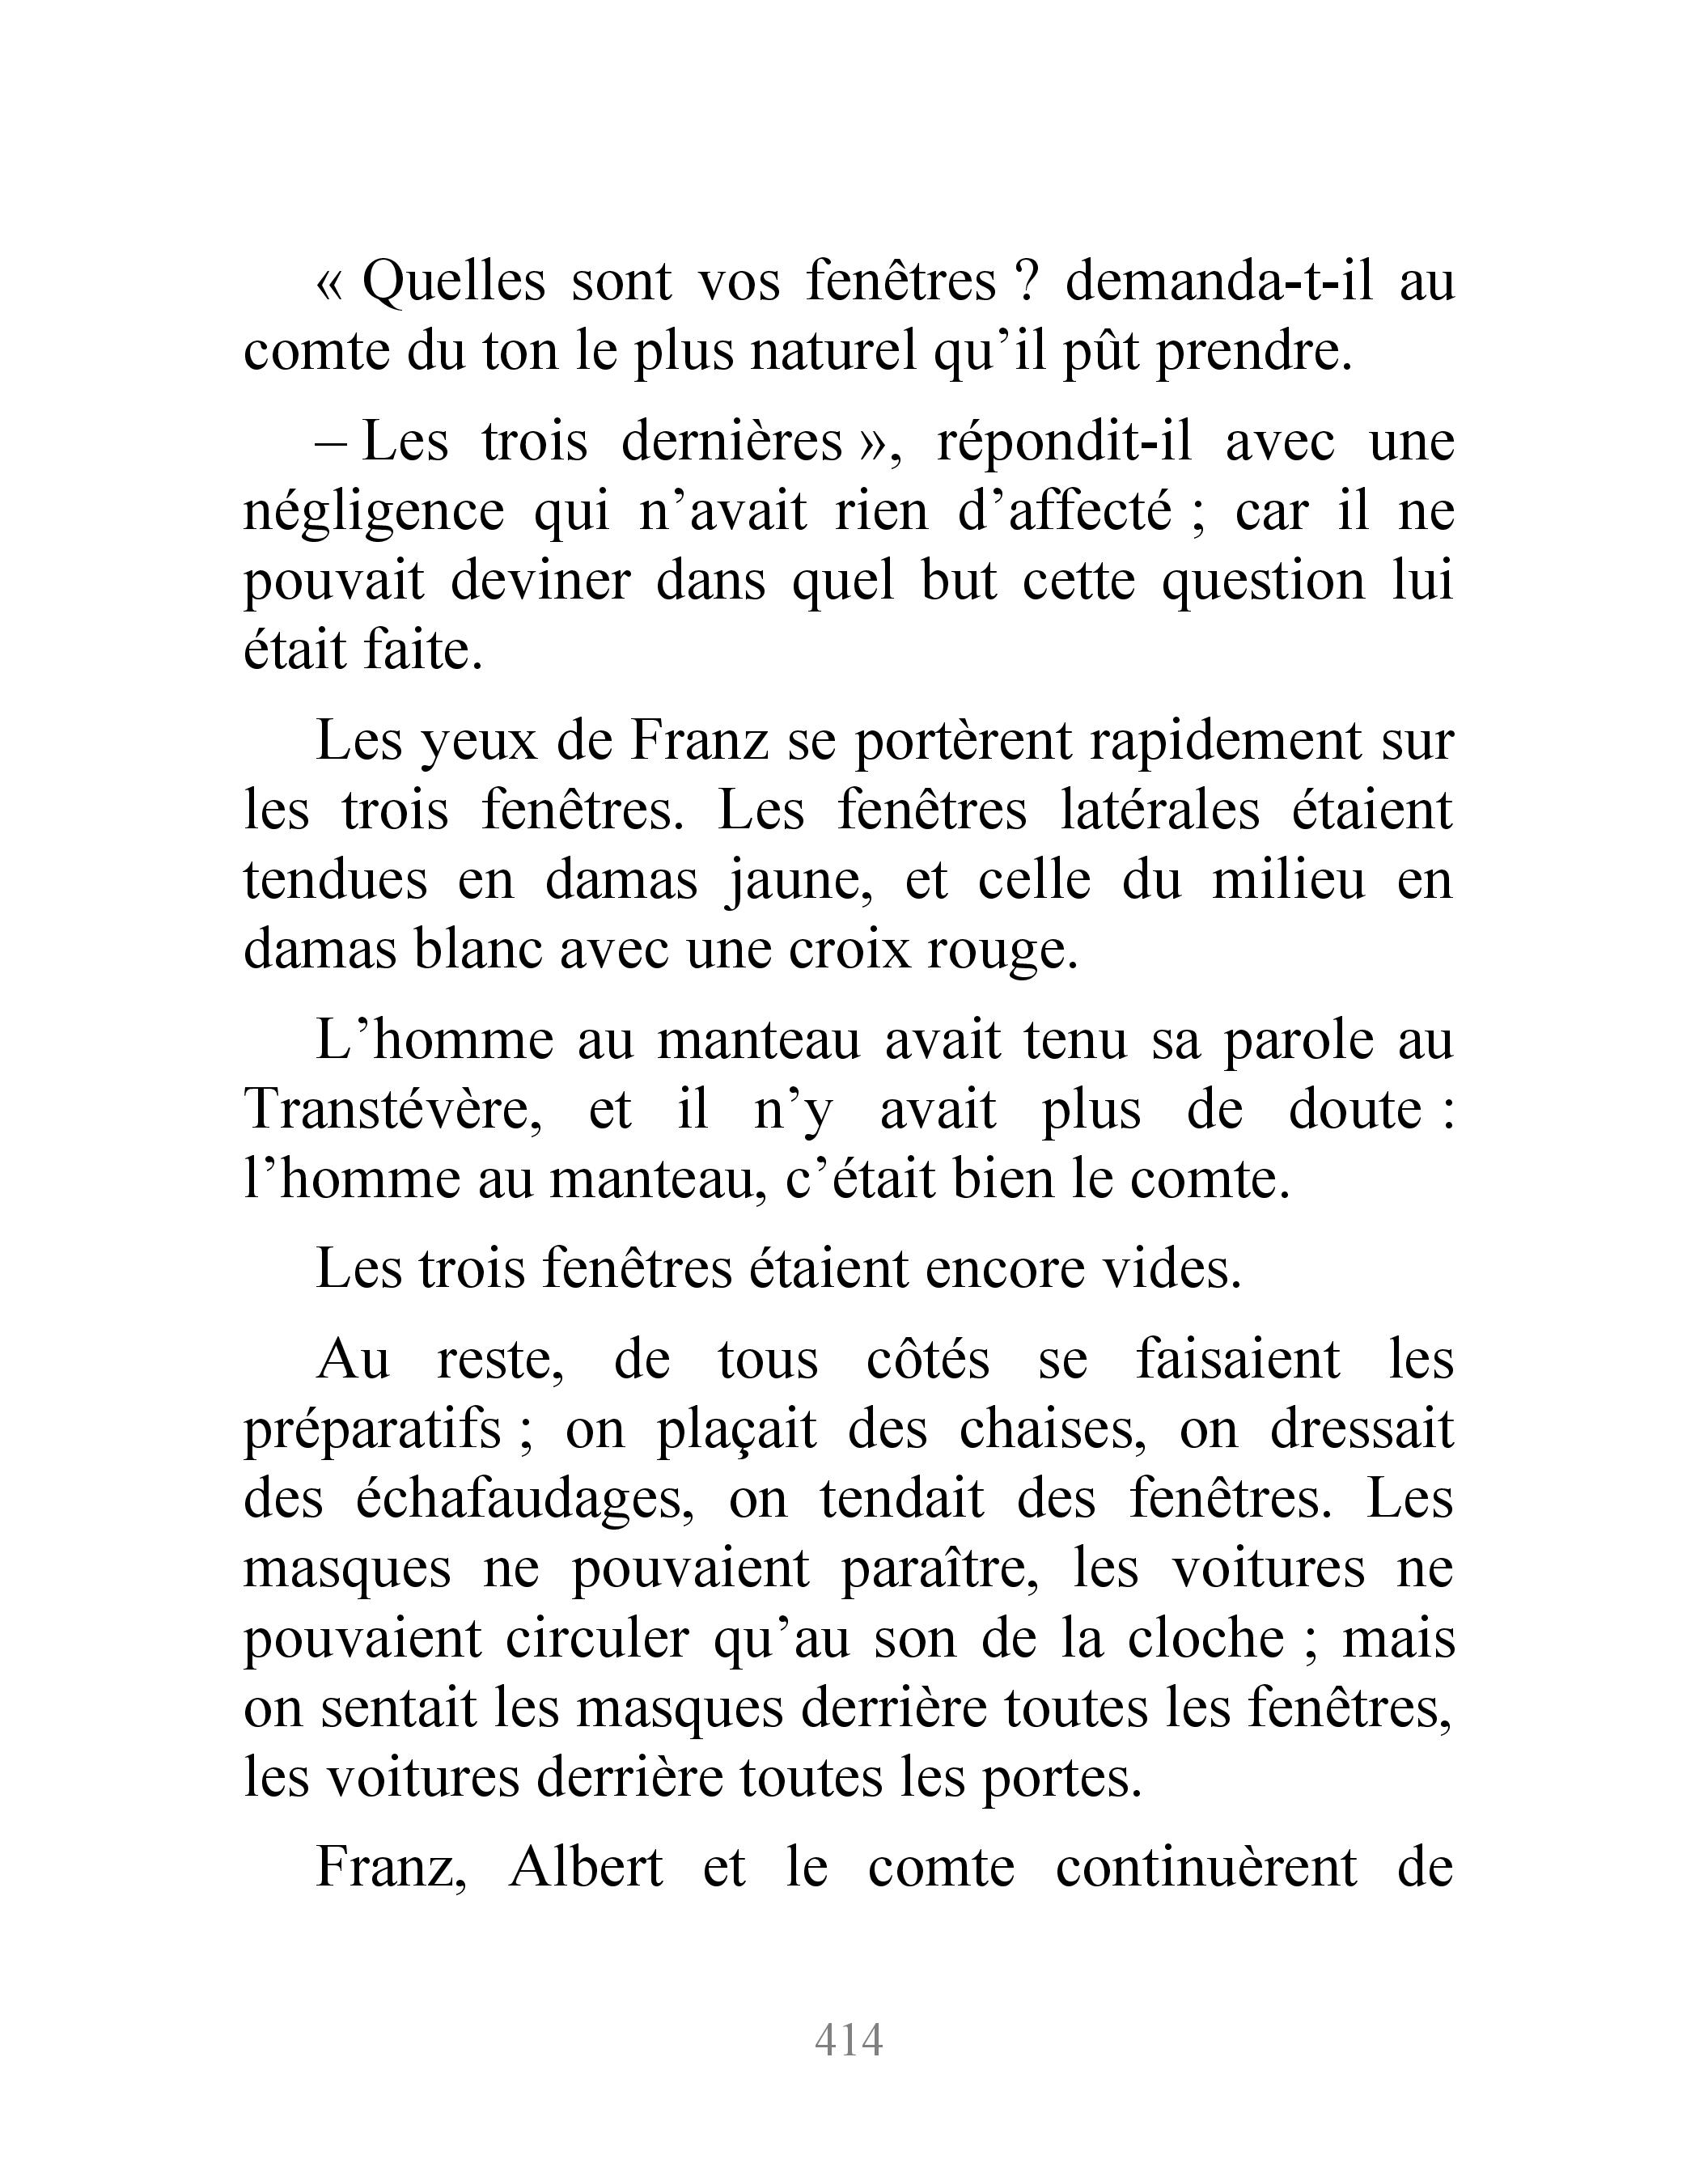 « Quelles sont vos fenêtres ? demanda-t-il au
comte du ton le plus naturel qu’il pût prendre.
– Les trois dernières », répondit-il avec une
négligence qui n’avait rien d’affecté ; car il ne
pouvait deviner dans quel but cette question lui
était faite.
Les yeux de Franz se portèrent rapidement sur
les trois fenêtres. Les fenêtres latérales étaient
tendues en damas jaune, et celle du milieu en
damas blanc avec une croix rouge.
L’homme au manteau avait tenu sa parole au
Transtévère, et il n’y avait plus de doute :
l’homme au manteau, c’était bien le comte.
Les trois fenêtres étaient encore vides.
Au reste, de tous côtés se faisaient les
préparatifs ; on plaçait des chaises, on dressait
des échafaudages, on tendait des fenêtres. Les
masques ne pouvaient paraître, les voitures ne
pouvaient circuler qu’au son de la cloche ; mais
on sentait les masques derrière toutes les fenêtres,
les voitures derrière toutes les portes.
Franz, Albert et le comte continuèrent de
414